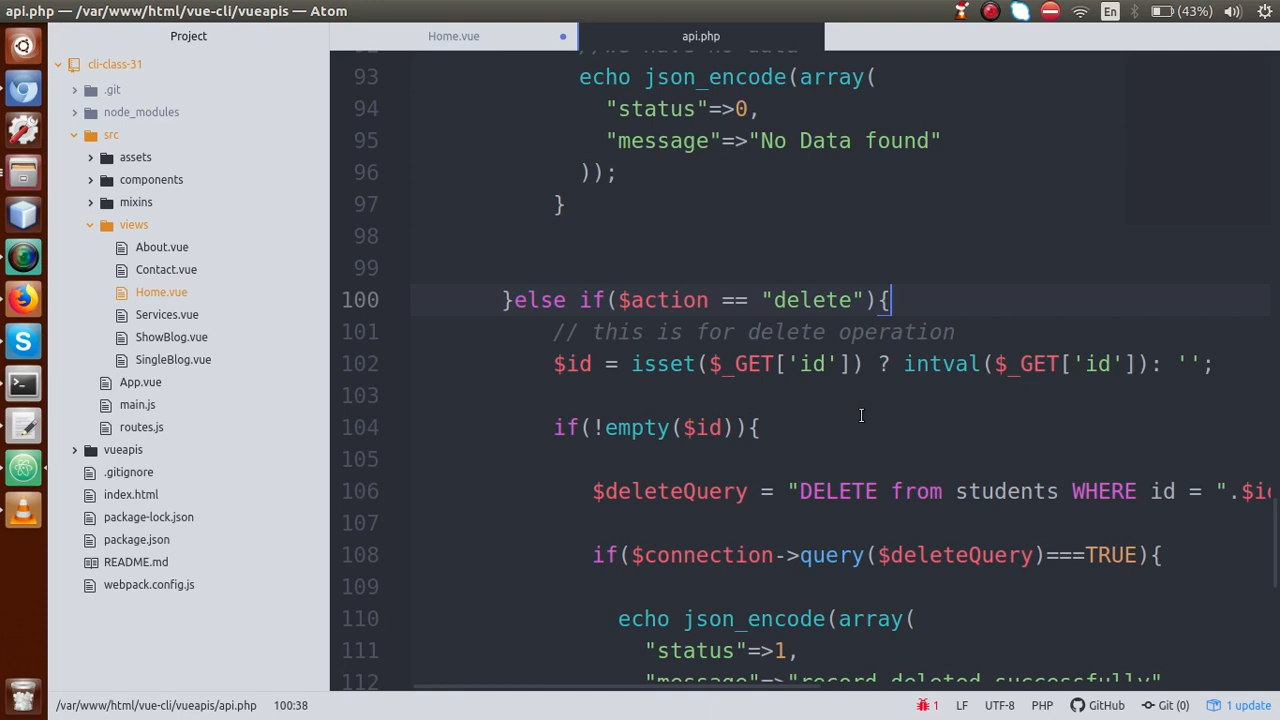 api.php — /var/www/html/vue-cli/vueapis — Atom
En
(43%)
Project
Home.vue
api.php
cli-class-31
.git
node_modules
src
assets
components
mixins
views
About.vue
Contact.vue
Home.vue
Services.vue
ShowBlog.vue
SingleBlog.vue
App.vue
main.js
routes.js
vueapis
.gitignore
index.html
package-lock.json
package.json
README.md
webpack.config.js
93 echo json_encode(array(
94 "status"=>0,
95 "message"=>"No Data found"
96 ));
97 }
98
99
100 }else if($action == "delete"){
101 // this is for delete operation
102 $id = isset($_GET['id']) ? intval($_GET['id']): '';
103
104 if(!empty($id)){
105
106 $deleteQuery = "DELETE from students WHERE id = ".$id
107
108 if($connection->query($deleteQuery)===TRUE){
109
110 echo json_encode(array(
111 "status"=>1,
112 "message"=>"record deleted successfully"
/var/www/html/vue-cli/vueapis/api.php 100:38
1 LF UTF-8 PHP GitHub Git (0) 1 update